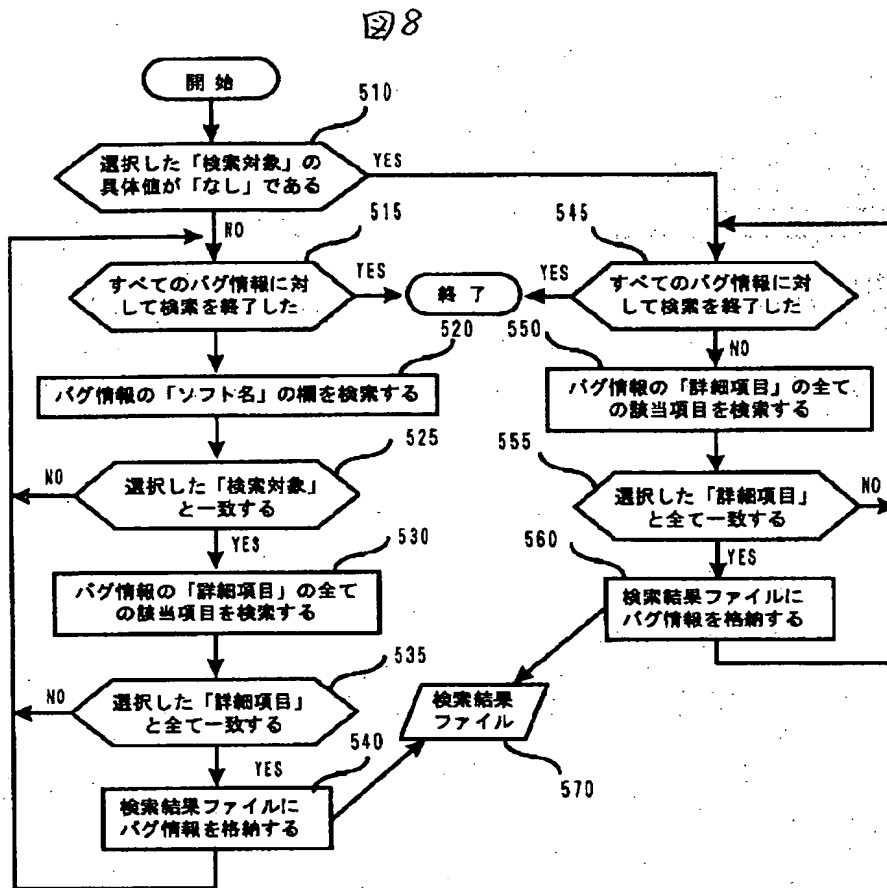 図8
開始
510
選択した「検索対象」の
具体値が「なし」である
YES
NO
515
すべてのバグ情報に対
して検索を終了した
YES
終了
520
バグ情報の「ソフト名」の欄を検索する
525
選択した「検索対象」
と一致する
NO
YES
530
バグ情報の「詳細項目」の全て
の該当項目を検索する
535
選択した「詳細項目」
と全て一致する
NO
YES
540
検索結果ファイルに
バグ情報を格納する
545
すべてのバグ情報に対
して検索を終了した
YES
NO
550
バグ情報の「詳細項目」の全て
の該当項目を検索する
555
選択した「詳細項目」
と全て一致する
NO
YES
560
検索結果ファイルに
バグ情報を格納する
検索結果
ファイル
570